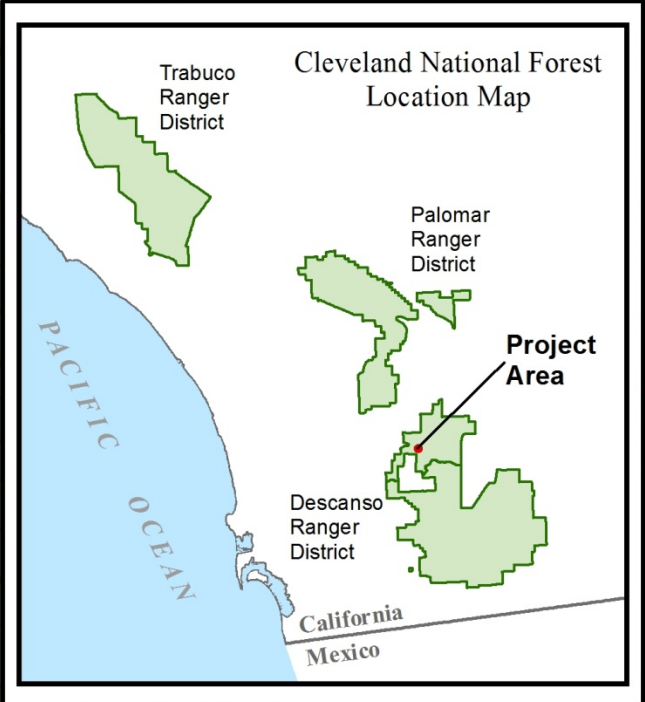 Cleveland National Forest
Location Map
Trabuco
Ranger
District
Palomar
Ranger
District
Project
Area
Descanso
Ranger
District
PACIFIC OCEAN
California
Mexico